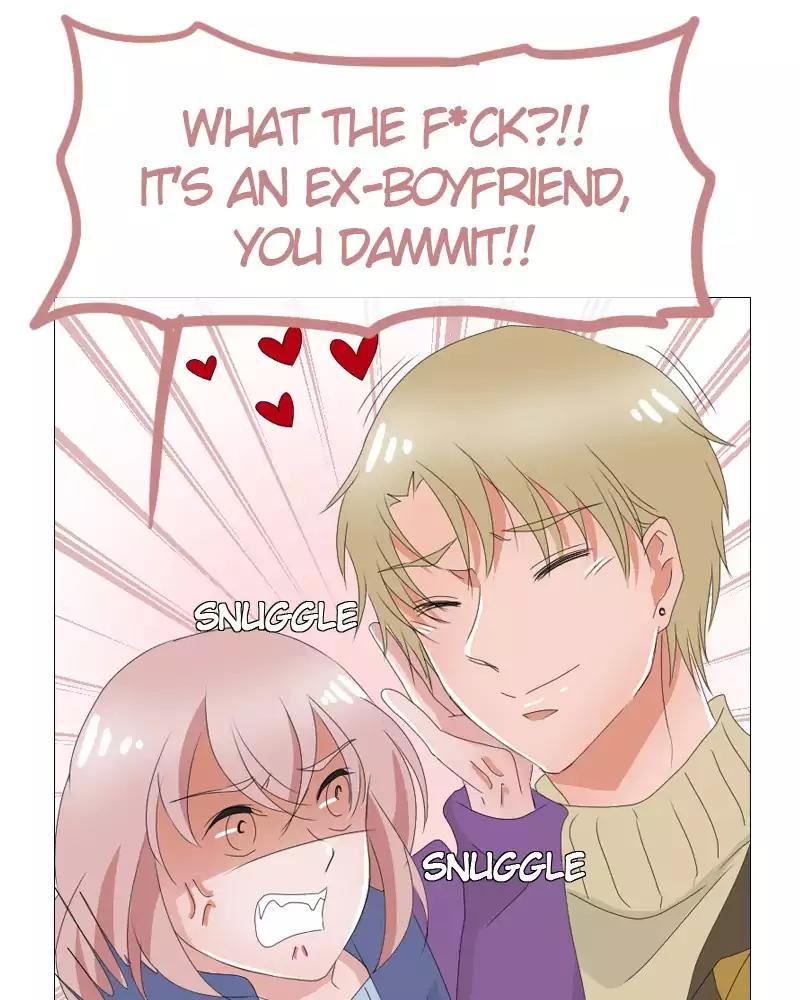 WHAT THE F*CK?!!
IT'S AN EX-BOYFRIEND,
YOU DAMMIT!!
SNUGGLE
SNUGGLE